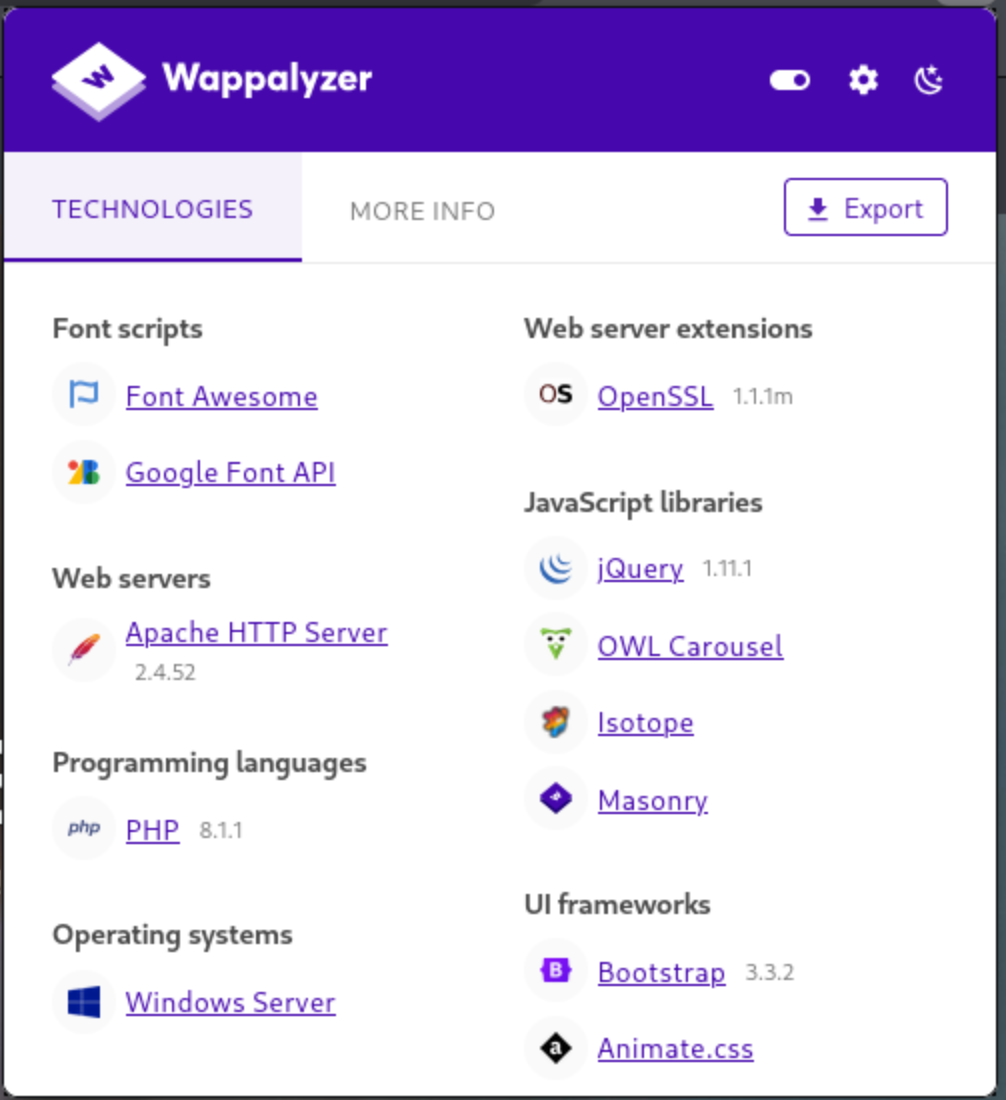 Wappalyzer
TECHNOLOGIES
MORE INFO
Export
Font scripts
Font Awesome
Google Font API
Web servers
Apache HTTP Server
2.4.52
Programming languages
php PHP 8.1.1
Operating systems
Windows Server
Web server extensions
OS OpenSSL 1.1.1m
JavaScript libraries
jQuery 1.11.1
OWL Carousel
Isotope
Masonry
UI frameworks
B Bootstrap 3.3.2
a Animate.css